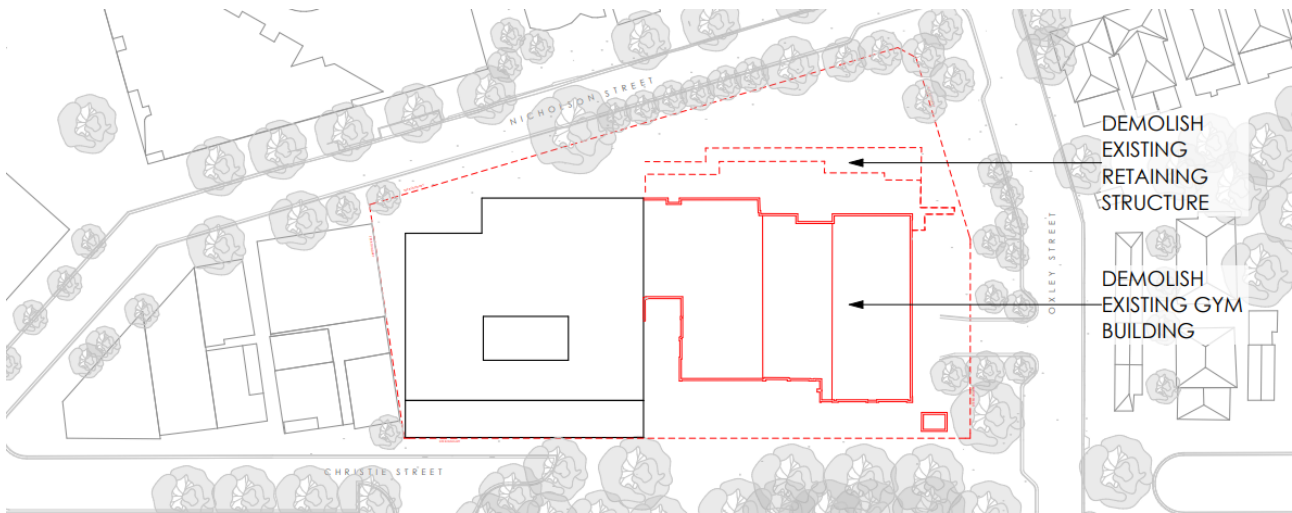 NICHOLSON STREET
DEMOLISH
EXISTING
RETAINING
STRUCTURE
OXLEY STREET
DEMOLISH
EXISTING GYM
BUILDING
CHRISTIE STREET